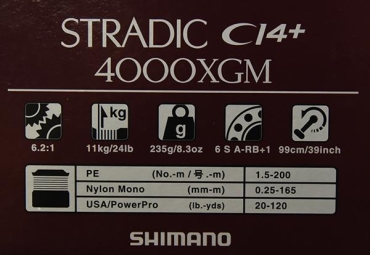 STRADIC CI4+
4000XGM
kg g
6.2:1 11kg/24lb 235g/8.3oz 6 S A-RB+1 99cm/39inch
PE (No.-m / 号.-m) 1.5-200
Nylon Mono (mm-m) 0.25-165
USA/PowerPro (lb.-yds) 20-120
SHIMANO